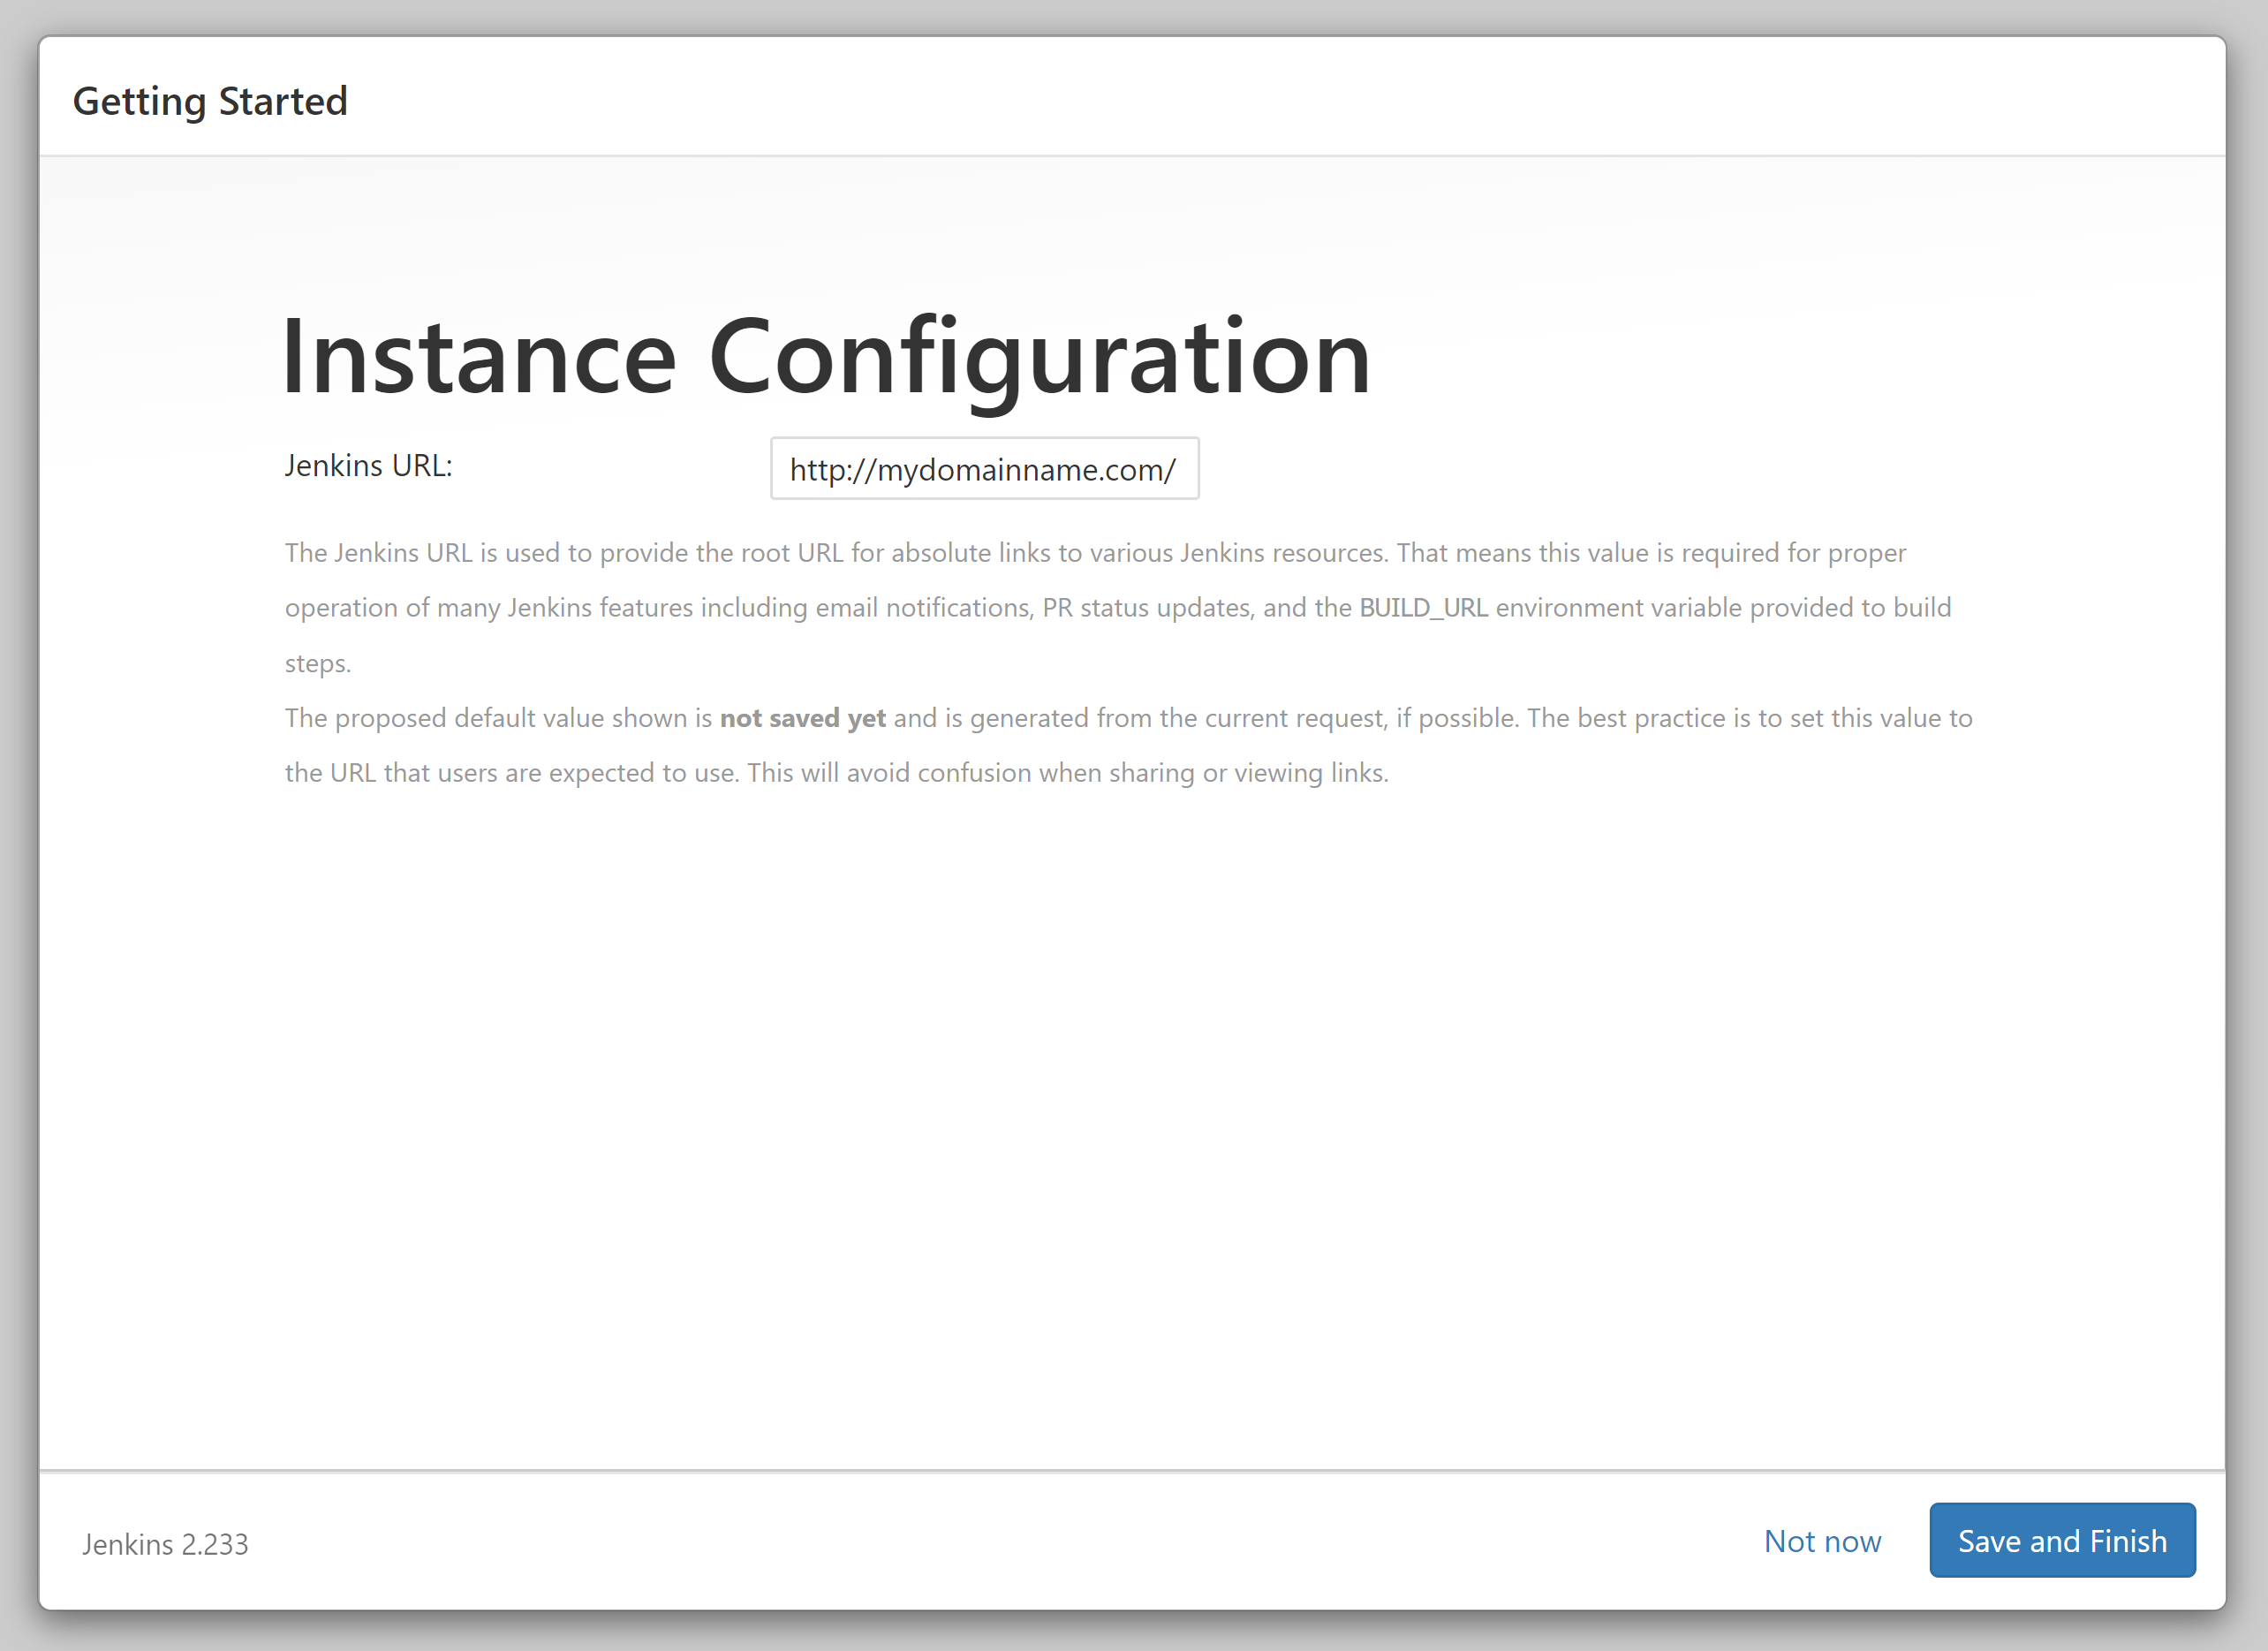 Getting Started
Instance Configuration
Jenkins URL:
http://mydomainname.com/
The Jenkins URL is used to provide the root URL for absolute links to various Jenkins resources. That means this value is required for proper
operation of many Jenkins features including email notifications, PR status updates, and the BUILD_URL environment variable provided to build
steps.
The proposed default value shown is not saved yet and is generated from the current request, if possible. The best practice is to set this value to
the URL that users are expected to use. This will avoid confusion when sharing or viewing links.
Jenkins 2.233
Not now
Save and Finish